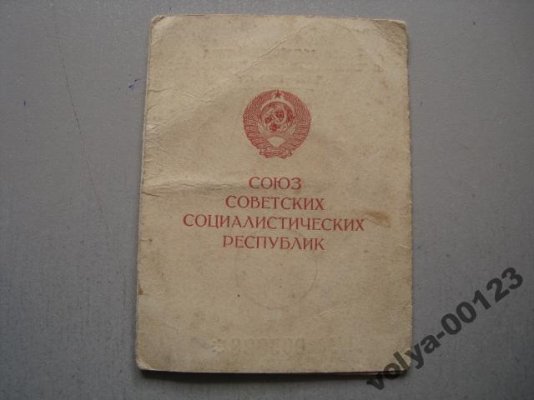 СОЮЗ
СОВЕТСКИХ
СОЦИАЛИСТИЧЕСКИХ
РЕСПУБЛИК
volya-00123